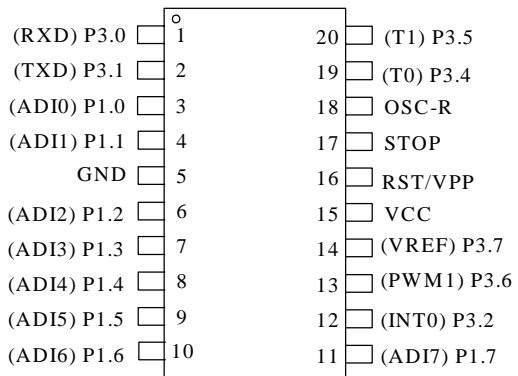 (RXD) P3.0 1 20 (T1) P3.5
(TXD) P3.1 2 19 (T0) P3.4
(ADI0) P1.0 3 18 OSC-R
(ADI1) P1.1 4 17 STOP
GND 5 16 RST/VPP
(ADI2) P1.2 6 15 VCC
(ADI3) P1.3 7 14 (VREF) P3.7
(ADI4) P1.4 8 13 (PWM1) P3.6
(ADI5) P1.5 9 12 (INT0) P3.2
(ADI6) P1.6 10 11 (ADI7) P1.7